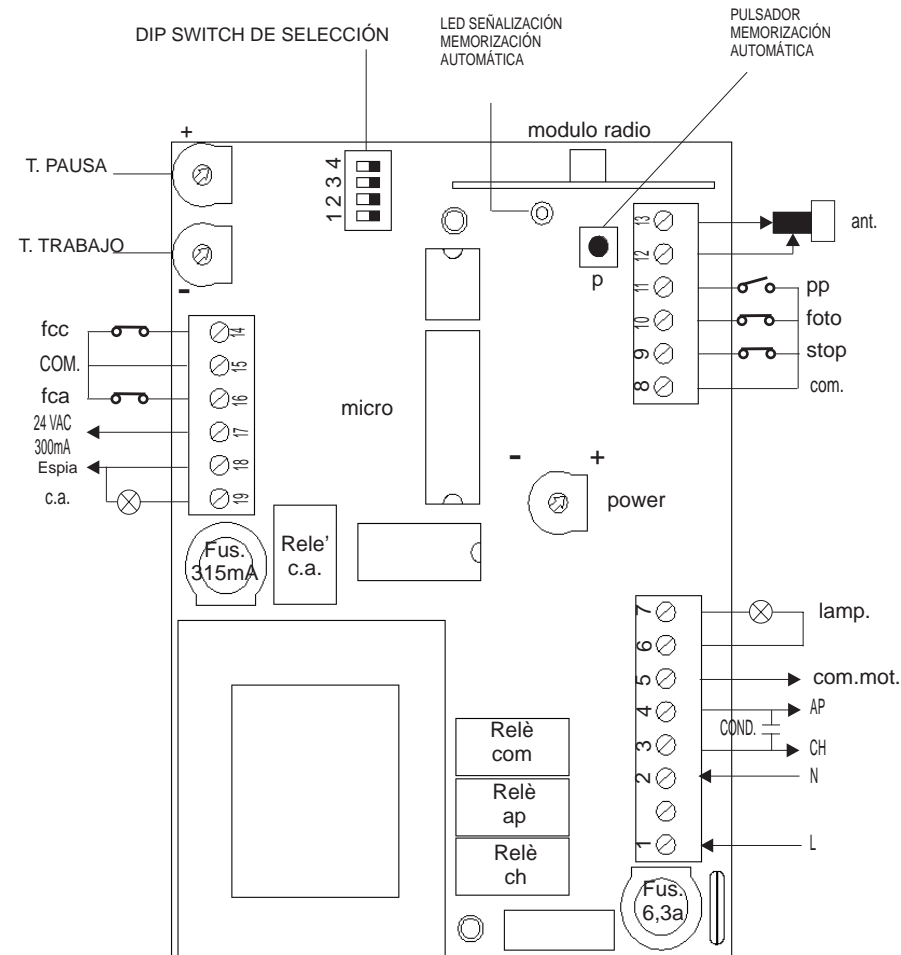 DIP SWITCH DE SELECCIÓN
LED SEÑALIZACIÓN
MEMORIZACIÓN
AUTOMÁTICA
PULSADOR
MEMORIZACIÓN
AUTOMÁTICA
modulo radio
+
T. PAUSA
T. TRABAJO
-
1 2 3 4
p
13
12
11
10
9
8
ant.
pp
foto
stop
com.
fcc
COM.
fca
24 VAC
300mA
Espia
c.a.
14
15
16
17
18
19
micro
- +
power
Fus.
315mA
Rele’
c.a.
7
6
5
4
3
2
1
lamp.
com.mot.
AP
COND.
CH
N
L
Relè
com
Relè
ap
Relè
ch
Fus.
6,3a